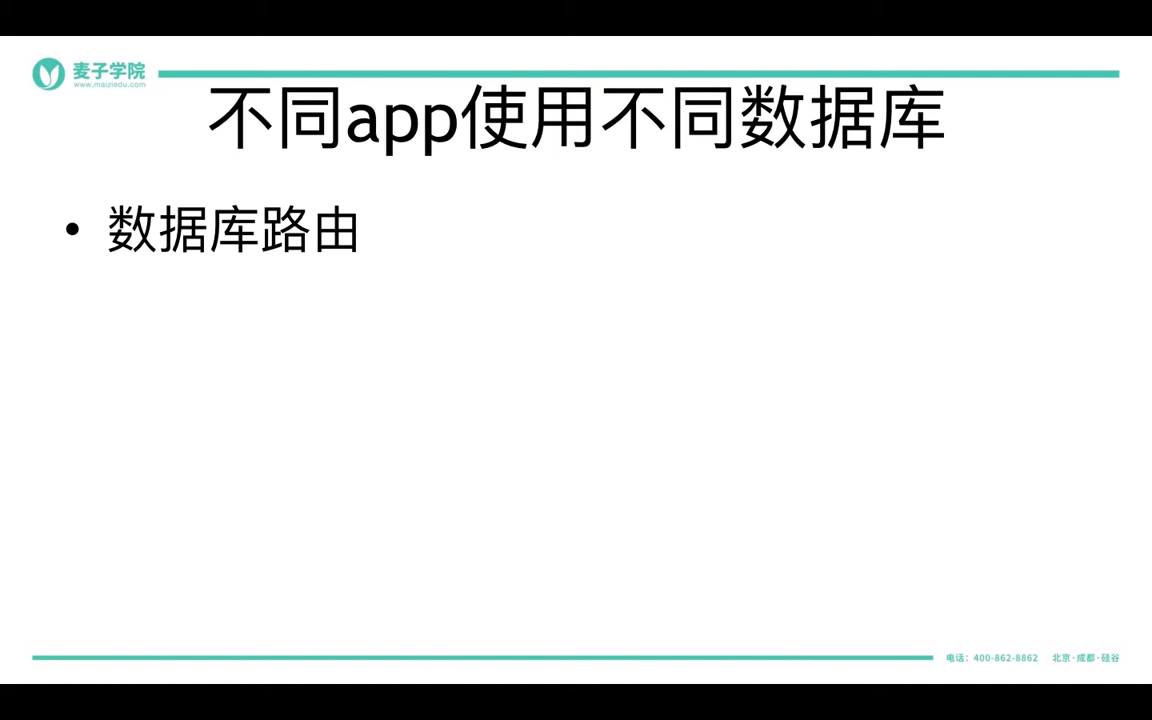 麦子学院
www.maiziedu.com
不同app使用不同数据库
• 数据库路由
电话：400-862-8862 北京·成都·硅谷